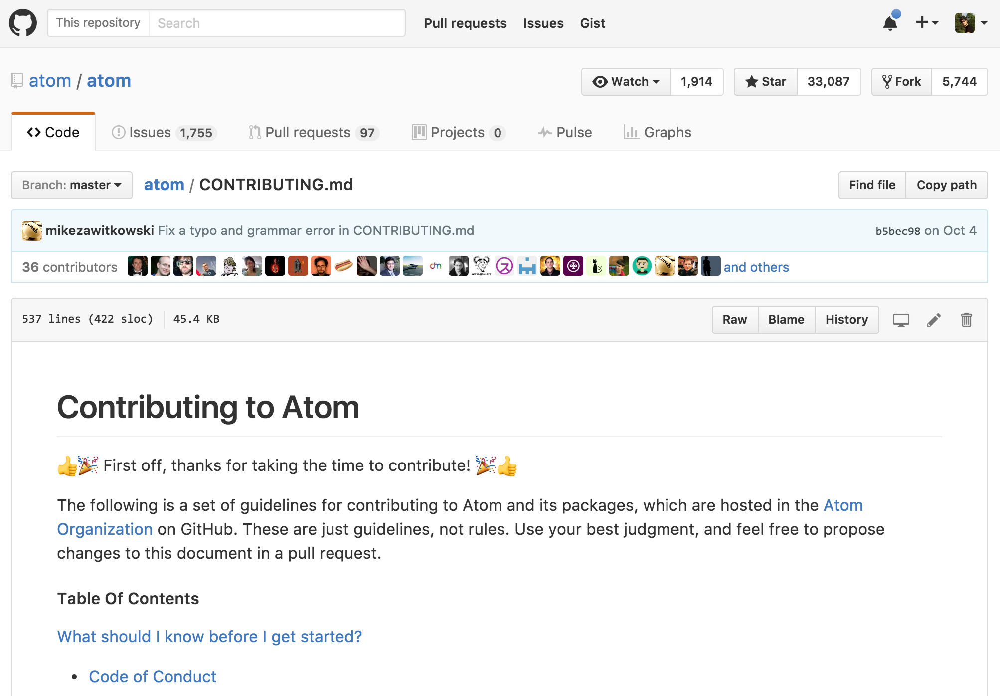 This repository Search Pull requests Issues Gist
atom / atom Watch 1,914 Star 33,087 Fork 5,744
Code Issues 1,755 Pull requests 97 Projects 0 Pulse Graphs
Branch: master atom / CONTRIBUTING.md Find file Copy path
mikezawitkowski Fix a typo and grammar error in CONTRIBUTING.md b5bec98 on Oct 4
36 contributors and others
537 lines (422 sloc) 45.4 KB Raw Blame History
Contributing to Atom
👍🎉 First off, thanks for taking the time to contribute! 🎉👍
The following is a set of guidelines for contributing to Atom and its packages, which are hosted in the Atom
Organization on GitHub. These are just guidelines, not rules. Use your best judgment, and feel free to propose
changes to this document in a pull request.
Table Of Contents
What should I know before I get started?
• Code of Conduct